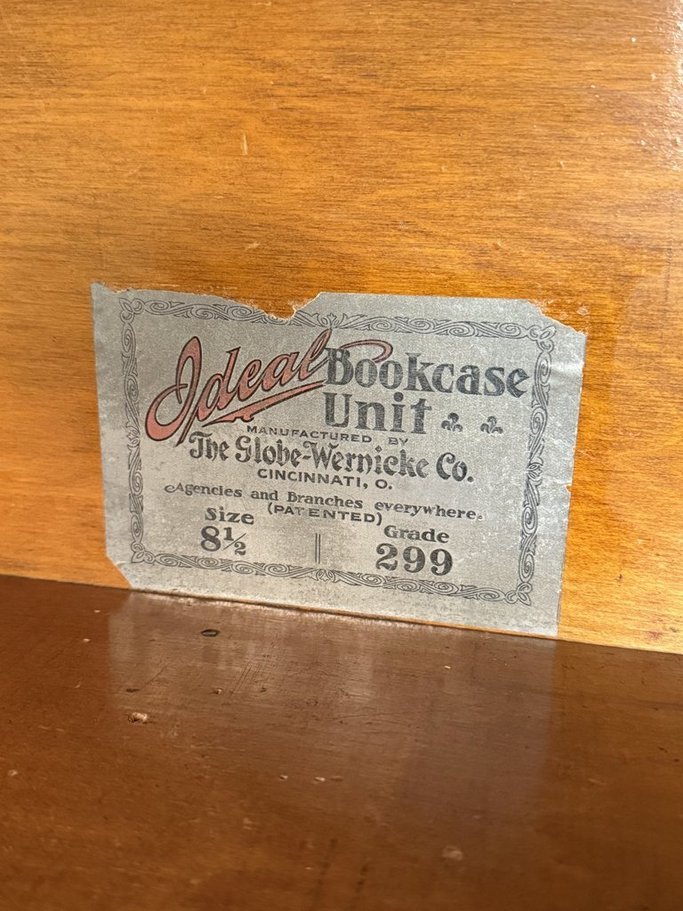 Ideal Bookcase
Unit
MANUFACTURED BY
The Globe-Wernicke Co.
CINCINNATI, O.
Agencies and Branches everywhere.
(PATENTED)
Size Grade
8½ 299